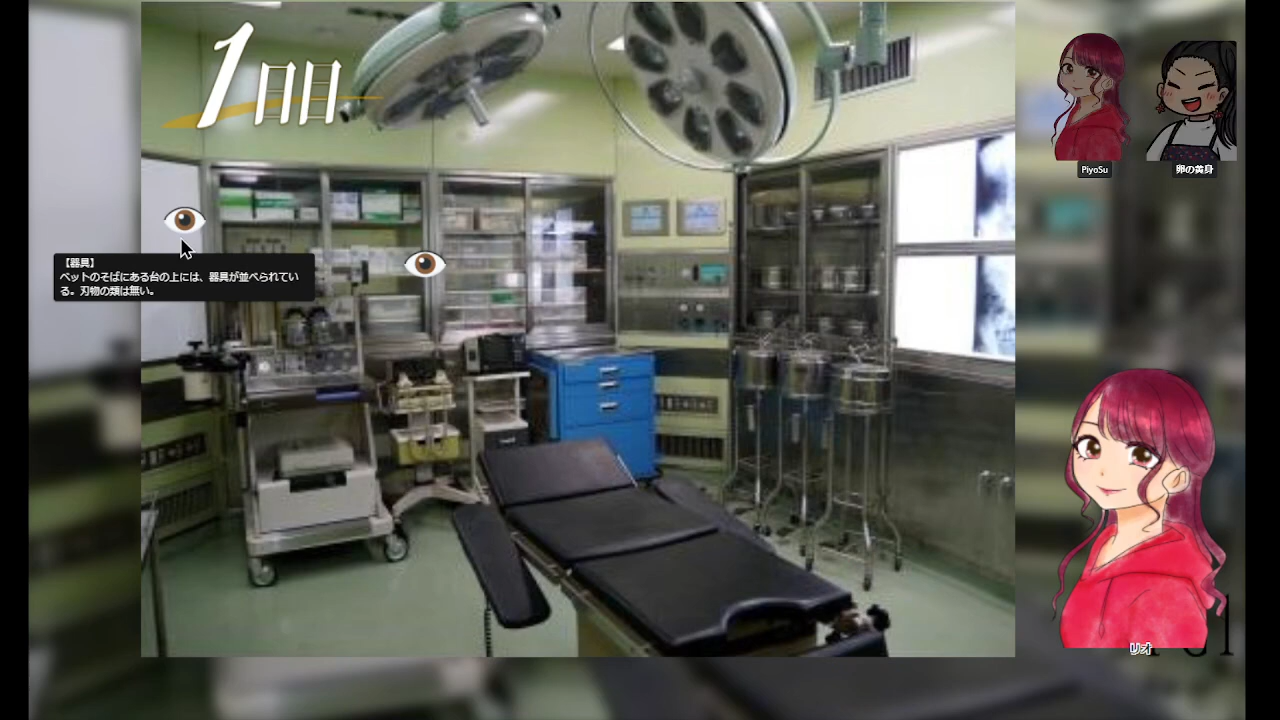 1日目
PiyoSu
卵の黄身
【器具】
ベットのそばにある台の上には、器具が並べられてい
る。刃物の類は無い。
リオ